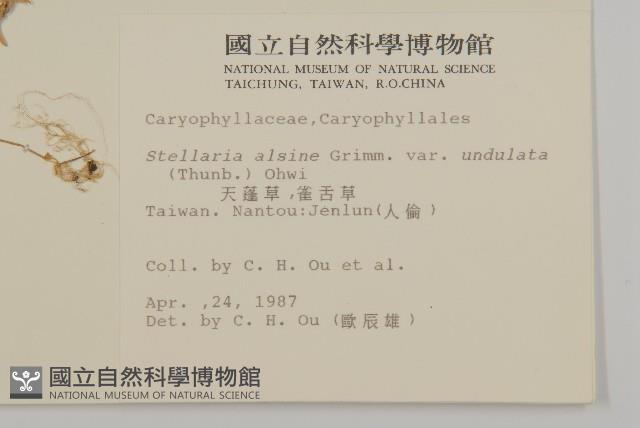 國立自然科學博物館
NATIONAL MUSEUM OF NATURAL SCIENCE
TAICHUNG, TAIWAN, R.O.CHINA
Caryophyllaceae,Caryophyllales
Stellaria alsine Grimm. var. undulata
(Thunb.) Ohwi
天蓬草,雀舌草
Taiwan. Nantou:Jenlun(人倫)
Coll. by C. H. Ou et al.
Apr. ,24, 1987
Det. by C. H. Ou (歐辰雄)
國立自然科學博物館
NATIONAL MUSEUM OF NATURAL SCIENCE